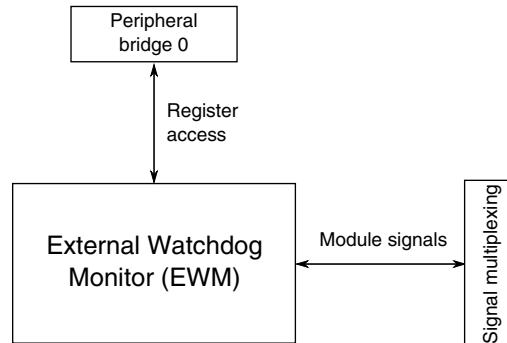 Peripheral
bridge 0
Register
access
External Watchdog
Monitor (EWM)
Module signals
Signal multiplexing